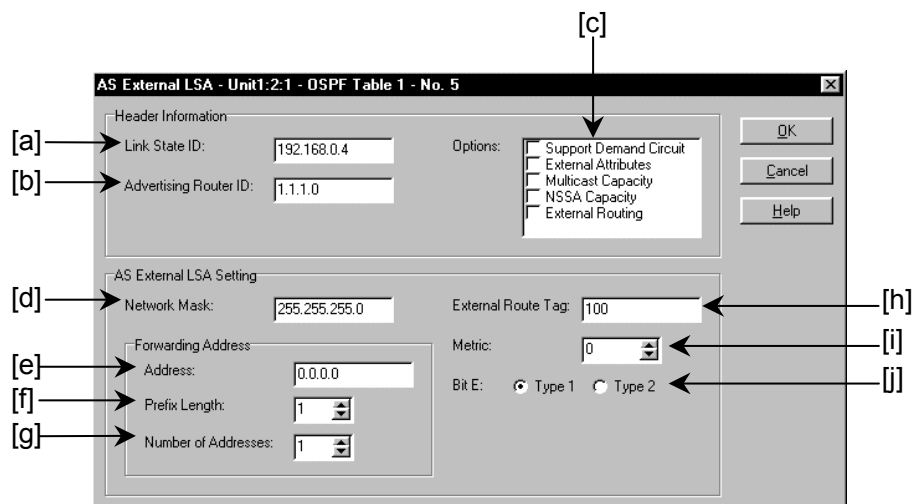 [c]
AS External LSA - Unit1:2:1 - OSPF Table 1 - No. 5
Header Information
[a]
Link State ID:
192.168.0.4
[b]
Advertising Router ID:
1.1.1.0
Options:
Support Demand Circuit
External Attributes
Multicast Capacity
NSSA Capacity
External Routing
OK
Cancel
Help
AS External LSA Setting
[d]
Network Mask:
255.255.255.0
Forwarding Address
[e]
Address:
0.0.0.0
[f]
Prefix Length:
1
[g]
Number of Addresses:
1
External Route Tag:
100
[h]
Metric:
0
[i]
Bit E:
Type 1
Type 2
[j]